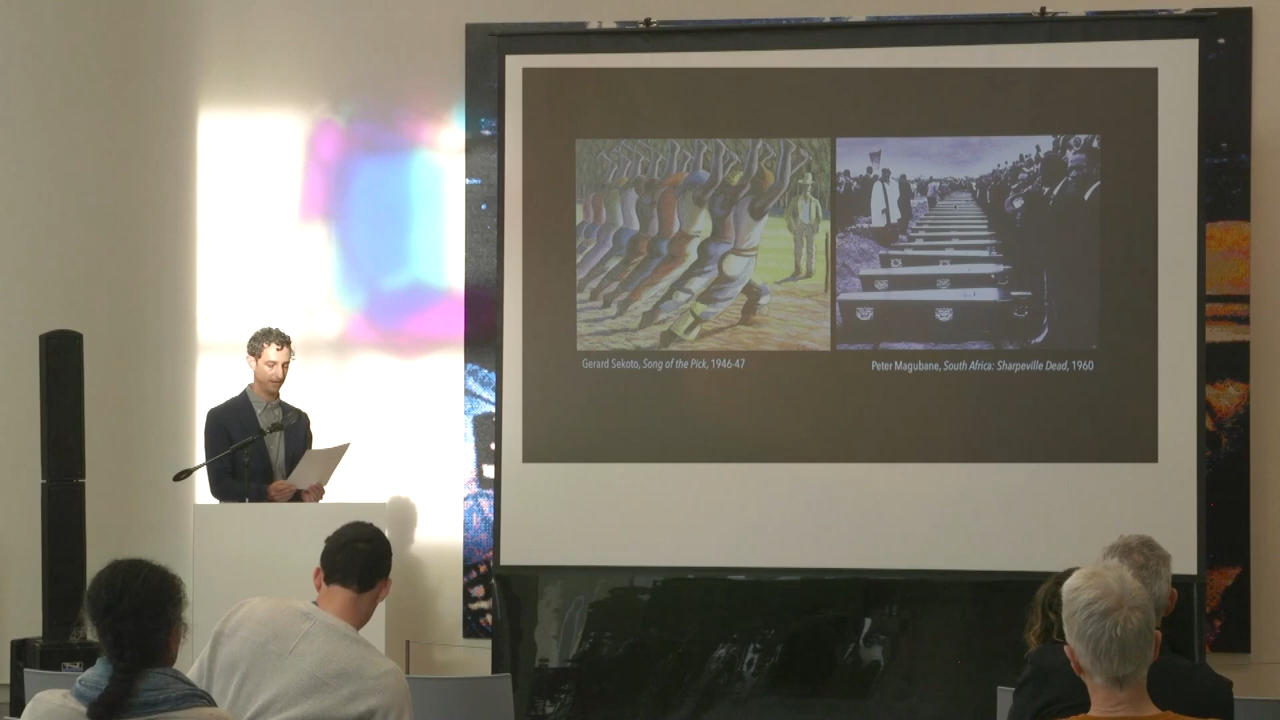 Gerard Sekoto, Song of the Pick, 1946-47
Peter Magubane, South Africa: Sharpeville Dead, 1960